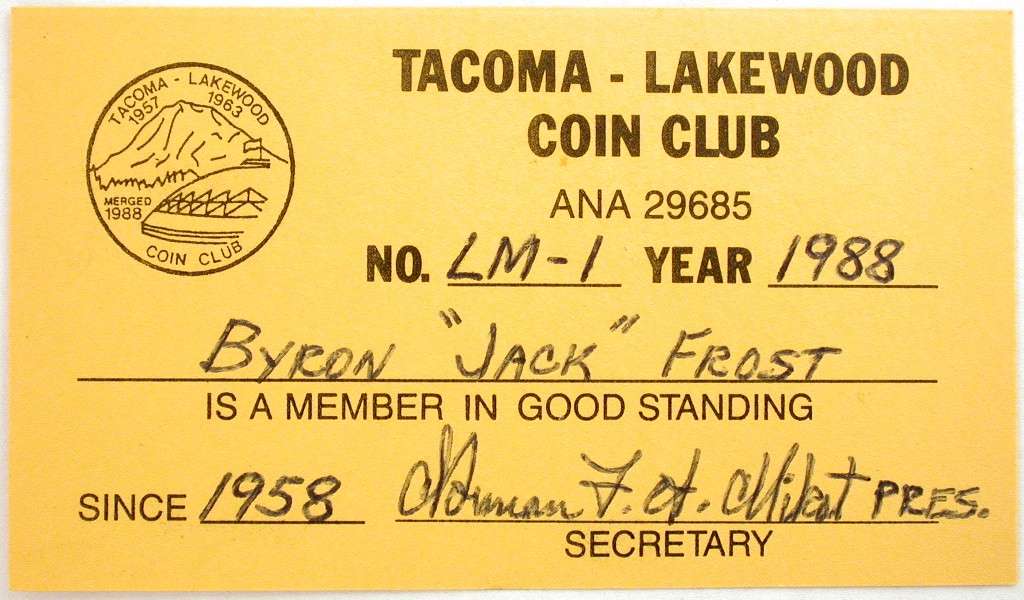 TACOMA - LAKEWOOD
1957 1963
MERGED
1988
COIN CLUB
TACOMA - LAKEWOOD
COIN CLUB
ANA 29685
NO. LM-1 YEAR 1988
BYRON "JACK" FROST
IS A MEMBER IN GOOD STANDING
SINCE 1958 Norman F. H. PRES.
SECRETARY